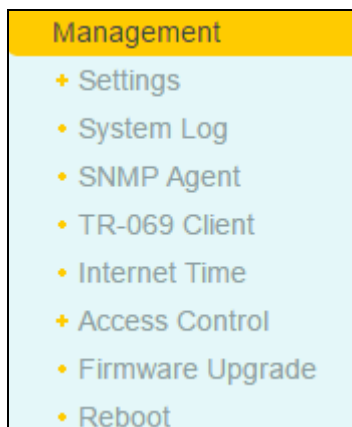 Management
Settings
System Log
SNMP Agent
TR-069 Client
Internet Time
Access Control
Firmware Upgrade
Reboot